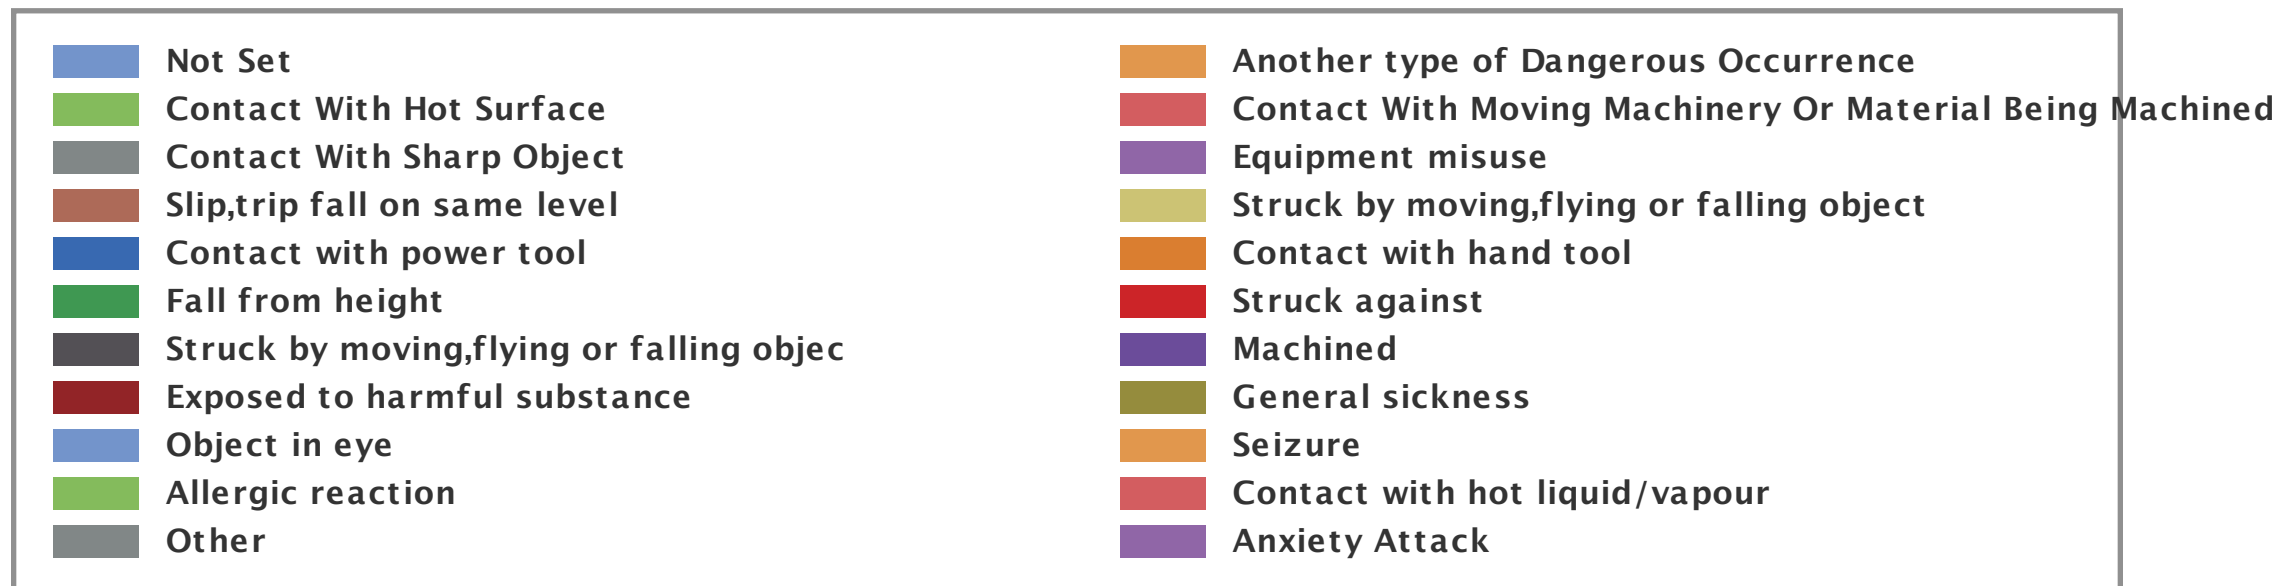 Not Set
Another type of Dangerous Occurrence
Contact With Hot Surface
Contact With Moving Machinery Or Material Being Machined
Contact With Sharp Object
Equipment misuse
Slip,trip fall on same level
Struck by moving,flying or falling object
Contact with power tool
Contact with hand tool
Fall from height
Struck against
Struck by moving,flying or falling objec
Machined
Exposed to harmful substance
General sickness
Object in eye
Seizure
Allergic reaction
Contact with hot liquid/vapour
Other
Anxiety Attack